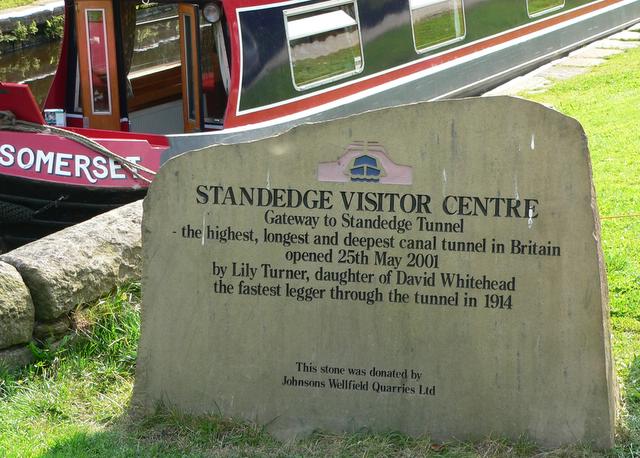 SOMERSET
STANDEDGE VISITOR CENTRE
Gateway to Standedge Tunnel
- the highest, longest and deepest canal tunnel in Britain
opened 25th May 2001
by Lily Turner, daughter of David Whitehead
the fastest legger through the tunnel in 1914
This stone was donated by
Johnsons Wellfield Quarries Ltd